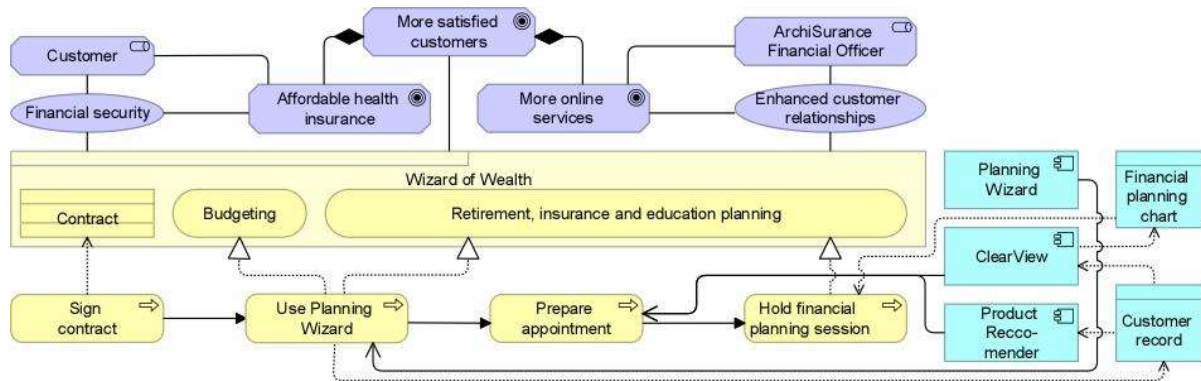 More satisfied
customers
Customer
ArchiSurance
Financial Officer
Financial security
Affordable health
insurance
More online
services
Enhanced customer
relationships
Wizard of Wealth
Contract
Budgeting
Retirement, insurance and education planning
Planning
Wizard
Financial
planning
chart
ClearView
Sign
contract
Use Planning
Wizard
Prepare
appointment
Hold financial
planning session
Product
Recco-
mender
Customer
record